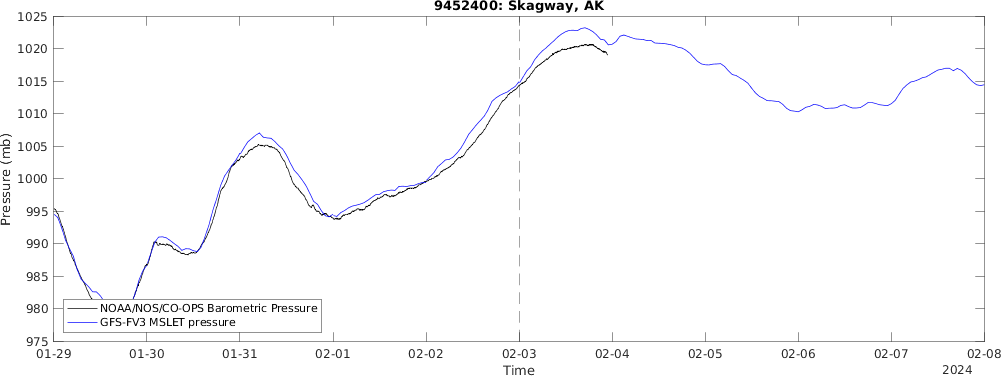 9452400: Skagway, AK
1025
1020
1015
1010
1005
1000
995
990
985
980
975
Pressure (mb)
NOAA/NOS/CO-OPS Barometric Pressure
GFS-FV3 MSLET pressure
01-29 01-30 01-31 02-01 02-02 02-03 02-04 02-05 02-06 02-07 02-08
Time
2024